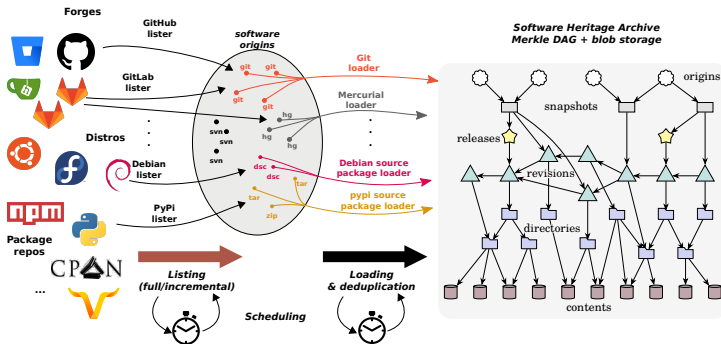 Forges
GitHub
lister
GitLab
lister
Distros
Debian
lister
PyPi
lister
npm
Package
repos
CPAN
...
software
origins
git
git
git
git
hg
hg
hg
svn
svn
svn
dsc
dsc
tar
tar
zip
Git
loader
Mercurial
loader
Debian source
package loader
pypi source
package loader
Listing
(full/incremental)
Scheduling
Loading
& deduplication
Software Heritage Archive
Merkle DAG + blob storage
origins
snapshots
releases
revisions
directories
contents